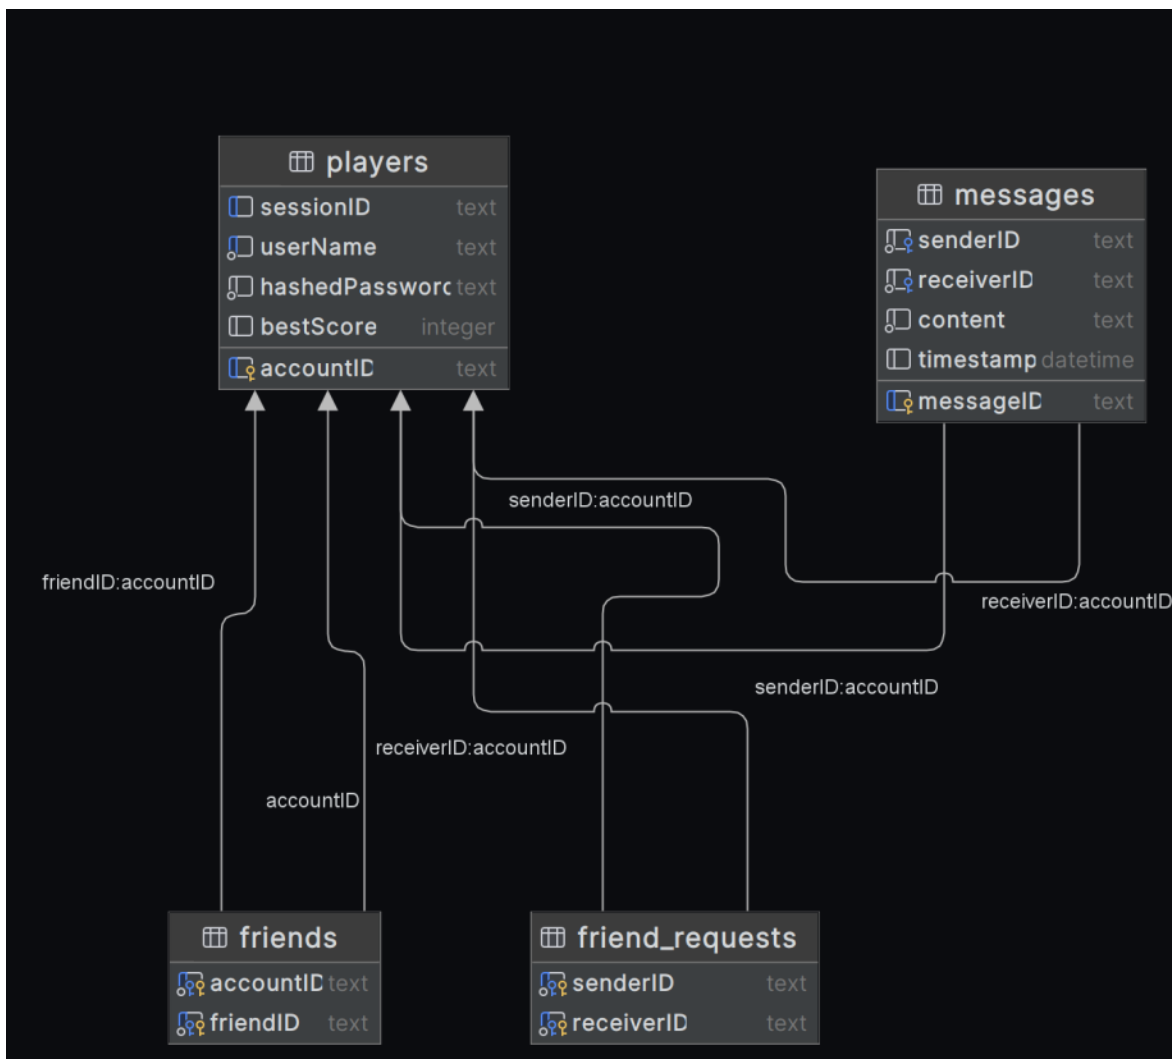 players
sessionID text
userName text
hashedPassword text
bestScore integer
accountID text
messages
senderID text
receiverID text
content text
timestamp datetime
messageID text
senderID:accountID
friendID:accountID
receiverID:accountID
senderID:accountID
receiverID:accountID
accountID
friends
accountID text
friendID text
friend_requests
senderID text
receiverID text